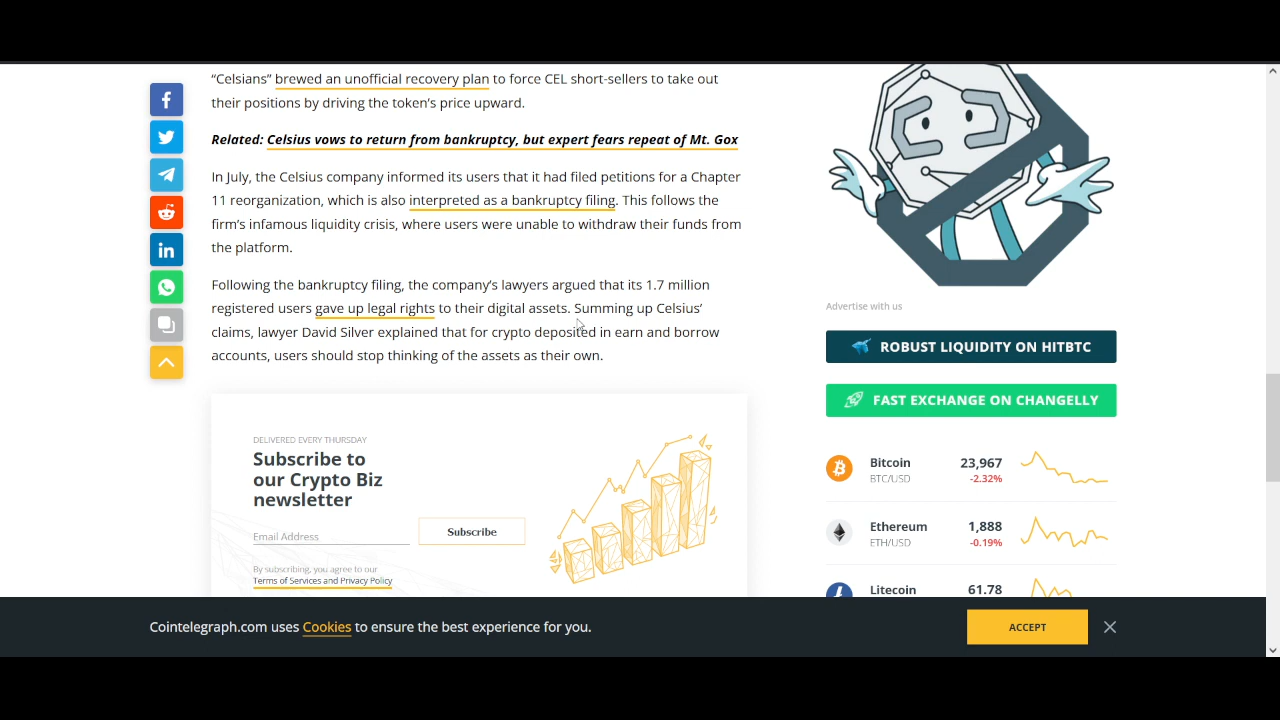 “Celsians” brewed an unofficial recovery plan to force CEL short-sellers to take out
their positions by driving the token’s price upward.
Related: Celsius vows to return from bankruptcy, but expert fears repeat of Mt. Gox
In July, the Celsius company informed its users that it had filed petitions for a Chapter
11 reorganization, which is also interpreted as a bankruptcy filing. This follows the
firm’s infamous liquidity crisis, where users were unable to withdraw their funds from
the platform.
Following the bankruptcy filing, the company’s lawyers argued that its 1.7 million
registered users gave up legal rights to their digital assets. Summing up Celsius’
claims, lawyer David Silver explained that for crypto deposited in earn and borrow
accounts, users should stop thinking of the assets as their own.
DELIVERED EVERY THURSDAY
Subscribe to
our Crypto Biz
newsletter
Email Address
Subscribe
By subscribing, you agree to our
Terms of Services and Privacy Policy
Advertise with us
ROBUST LIQUIDITY ON HITBTC
FAST EXCHANGE ON CHANGELLY
Bitcoin 23,967
BTC/USD -2.32%
Ethereum 1,888
ETH/USD -0.19%
Litecoin 61.78
Cointelegraph.com uses Cookies to ensure the best experience for you.
ACCEPT